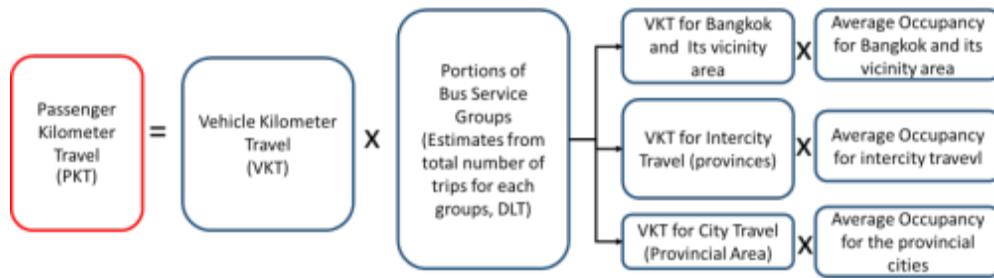 Passenger
Kilometer
Travel
(PKT)
=
Vehicle Kilometer
Travel
(VKT)
X
Portions of
Bus Service
Groups
(Estimates from
total number of
trips for each
groups, DLT)
VKT for Bangkok
and Its vicinity
area
X
Average Occupancy
for Bangkok and its
vicinity area
VKT for Intercity
Travel (provinces)
X
Average Occupancy
for intercity travevl
VKT for City Travel
(Provincial Area)
X
Average Occupancy
for the provincial
cities